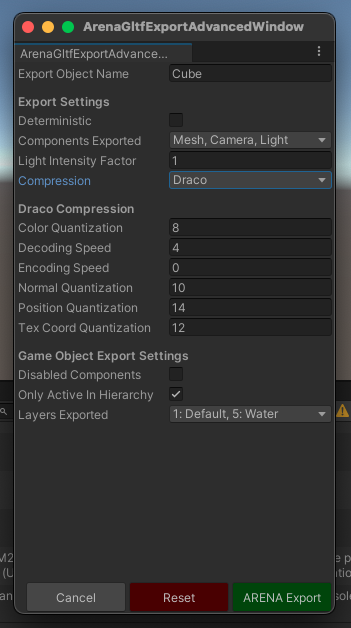 ArenaGltfExportAdvancedWindow
ArenaGltfExportAdvance...
Export Object Name Cube
Export Settings
Deterministic
Components Exported Mesh, Camera, Light
Light Intensity Factor 1
Compression Draco
Draco Compression
Color Quantization 8
Decoding Speed 4
Encoding Speed 0
Normal Quantization 10
Position Quantization 14
Tex Coord Quantization 12
Game Object Export Settings
Disabled Components
Only Active In Hierarchy
Layers Exported 1: Default, 5: Water
Cancel Reset ARENA Export